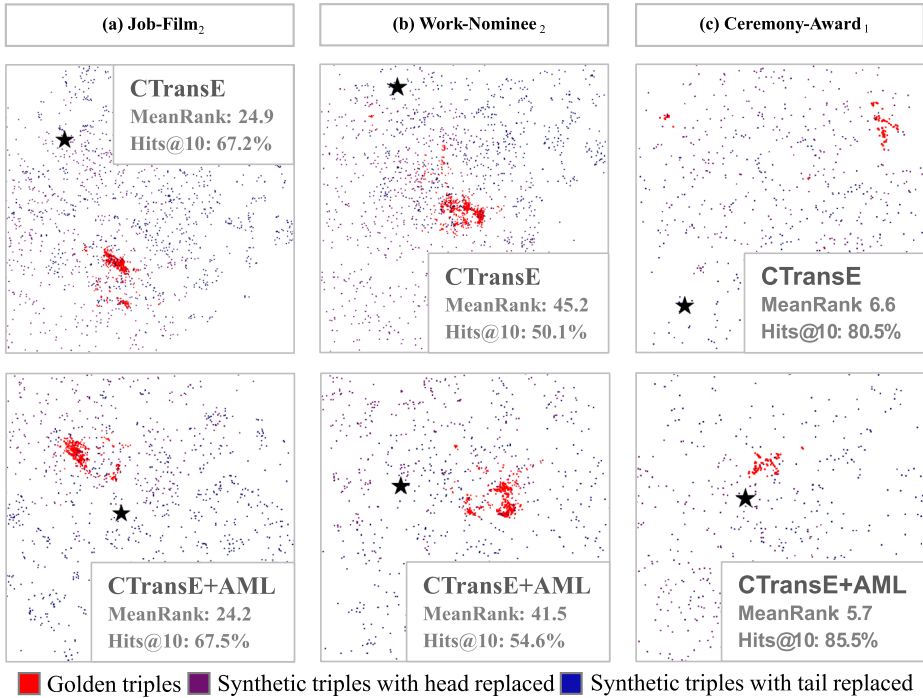 (a) Job-Film2
(b) Work-Nominee 2
(c) Ceremony-Award1
CTransE
MeanRank: 24.9
Hits@10: 67.2%
CTransE
MeanRank: 45.2
Hits@10: 50.1%
CTransE
MeanRank 6.6
Hits@10: 80.5%
CTransE+AML
MeanRank: 24.2
Hits@10: 67.5%
CTransE+AML
MeanRank: 41.5
Hits@10: 54.6%
CTransE+AML
MeanRank 5.7
Hits@10: 85.5%
Golden triples Synthetic triples with head replaced Synthetic triples with tail replaced